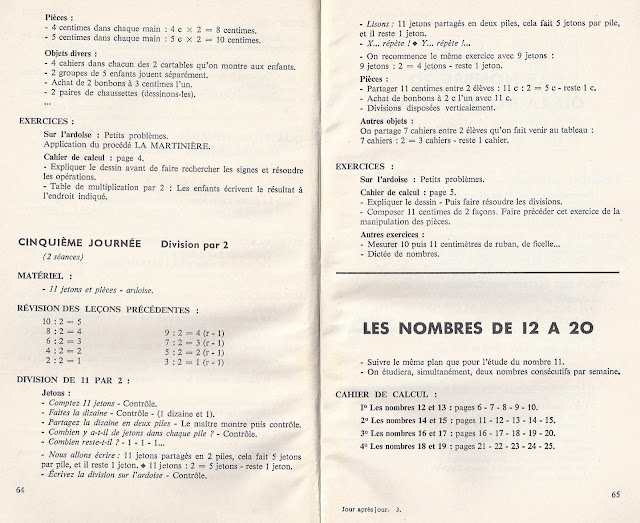 Pièces :
- 4 centimes dans chaque main : 4 c × 2 = 8 centimes.
- 5 centimes dans chaque main : 5 c × 2 = 10 centimes.
Objets divers :
- 4 cahiers dans chacun des 2 cartables qu'on montre aux enfants.
- 2 groupes de 5 enfants jouent séparément.
- Achat de 2 bonbons à 3 centimes l'un.
- 2 paires de chaussettes (dessinons-les).
...
EXERCICES :
Sur l'ardoise : Petits problèmes.
Application du procédé LA MARTINIÈRE.
Cahier de calcul : page 4.
- Expliquer le dessin avant de faire rechercher les signes et résoudre
les opérations.
- Table de multiplication par 2 : Les enfants écrivent le résultat à
l'endroit indiqué.
CINQUIÈME JOURNÉE Division par 2
(2 séances)
MATÉRIEL :
- 11 jetons et pièces - ardoise.
RÉVISION DES LEÇONS PRÉCÉDENTES :
10 : 2 = 5
8 : 2 = 4 9 : 2 = 4 (r - 1)
6 : 2 = 3 7 : 2 = 3 (r - 1)
4 : 2 = 2 5 : 2 = 2 (r - 1)
2 : 2 = 1 3 : 2 = 1 (r - 1)
DIVISION DE 11 PAR 2 :
Jetons :
- Comptez 11 jetons - Contrôle.
- Faites la dizaine - Contrôle - (1 dizaine et 1).
- Partagez la dizaine en deux piles - Le maître montre puis contrôle.
- Combien y a-t-il de jetons dans chaque pile ? - Contrôle.
- Combien reste-t-il ? - 1 - 1 - 1...
- Nous allons écrire : 11 jetons partagés en 2 piles, cela fait 5 jetons
par pile, et il reste 1 jeton. ◆ 11 jetons : 2 = 5 jetons - reste 1 jeton.
- Écrivez la division sur l'ardoise - Contrôle.
64
- Lisons : 11 jetons partagés en deux piles, cela fait 5 jetons par pile,
et il reste 1 jeton.
- X... répète ! ◆ Y... répète !...
- On recommence le même exercice avec 9 jetons :
9 jetons : 2 = 4 jetons - reste 1 jeton.
Pièces :
- Partager 11 centimes entre 2 élèves : 11 c : 2 = 5 c - reste 1 c.
- Achat de bonbons à 2 c l'un avec 11 c.
- Divisions disposées verticalement.
Autres objets :
On partage 7 cahiers entre 2 élèves qu'on fait venir au tableau :
7 cahiers : 2 = 3 cahiers - reste 1 cahier.
EXERCICES :
Sur l'ardoise : Petits problèmes.
Cahier de calcul : page 5.
- Expliquer le dessin - Puis faire résoudre les divisions.
- Composer 11 centimes de 2 façons. Faire précéder cet exercice de la
manipulation des pièces.
Autres exercices :
- Mesurer 10 puis 11 centimètres de ruban, de ficelle...
- Dictée de nombres.
LES NOMBRES DE 12 A 20
- Suivre le même plan que pour l'étude du nombre 11.
- On étudiera, simultanément, deux nombres consécutifs par semaine.
CAHIER DE CALCUL :
1º Les nombres 12 et 13 : pages 6 - 7 - 8 - 9 - 10.
2º Les nombres 14 et 15 : pages 11 - 12 - 13 - 14 - 15.
3º Les nombres 16 et 17 : pages 16 - 17 - 18 - 19 - 20.
4º Les nombres 18 et 19 : pages 21 - 22 - 23 - 24 - 25.
65
Jour après jour. 3.